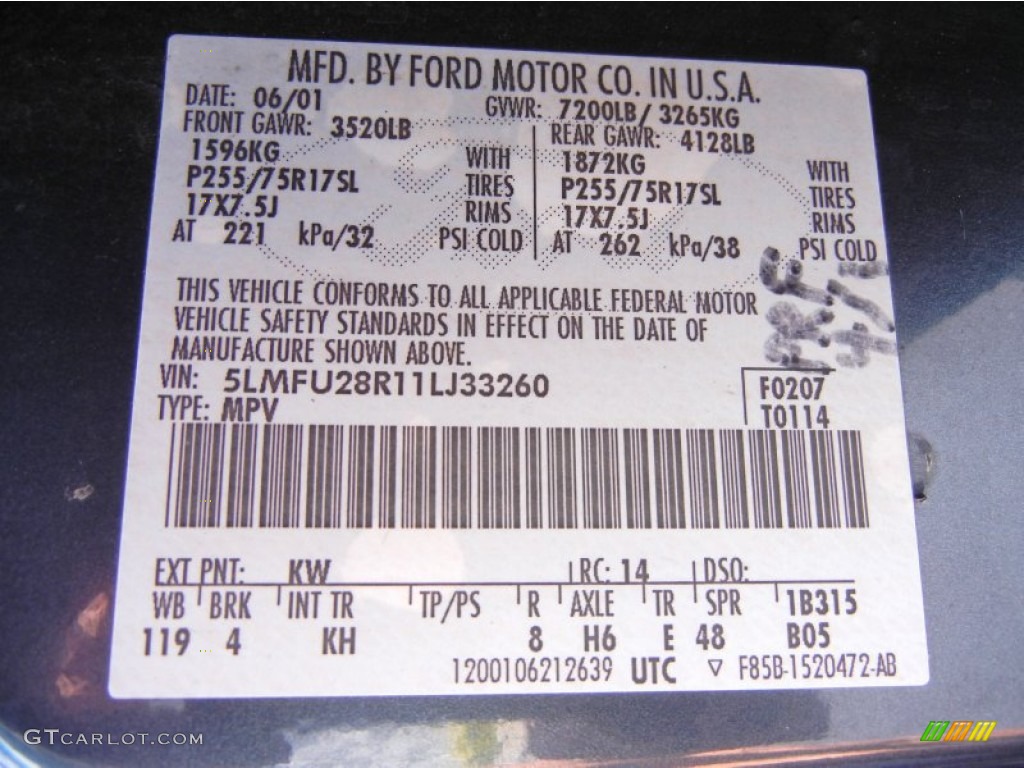 MFD. BY FORD MOTOR CO. IN U.S.A.
DATE: 06/01 GVWR: 7200LB/ 3265KG
FRONT GAWR: 3520LB REAR GAWR: 4128LB
1596KG WITH 1872KG WITH
P255/75R17SL TIRES P255/75R17SL TIRES
17X7.5J RIMS 17X7.5J RIMS
AT 221 kPa/32 PSI COLD AT 262 kPa/38 PSI COLD
THIS VEHICLE CONFORMS TO ALL APPLICABLE FEDERAL MOTOR
VEHICLE SAFETY STANDARDS IN EFFECT ON THE DATE OF
MANUFACTURE SHOWN ABOVE.
VIN: 5LMFU28R11LJ33260 F0207
TYPE: MPV T0114
EXT PNT: KW RC: 14 DSO:
WB BRK INT TR TP/PS R AXLE TR SPR 1B315
119 4 KH 8 H6 E 48 B05
1200106212639 UTC ▽ F85B-1520472-AB
GTCARLOT.COM